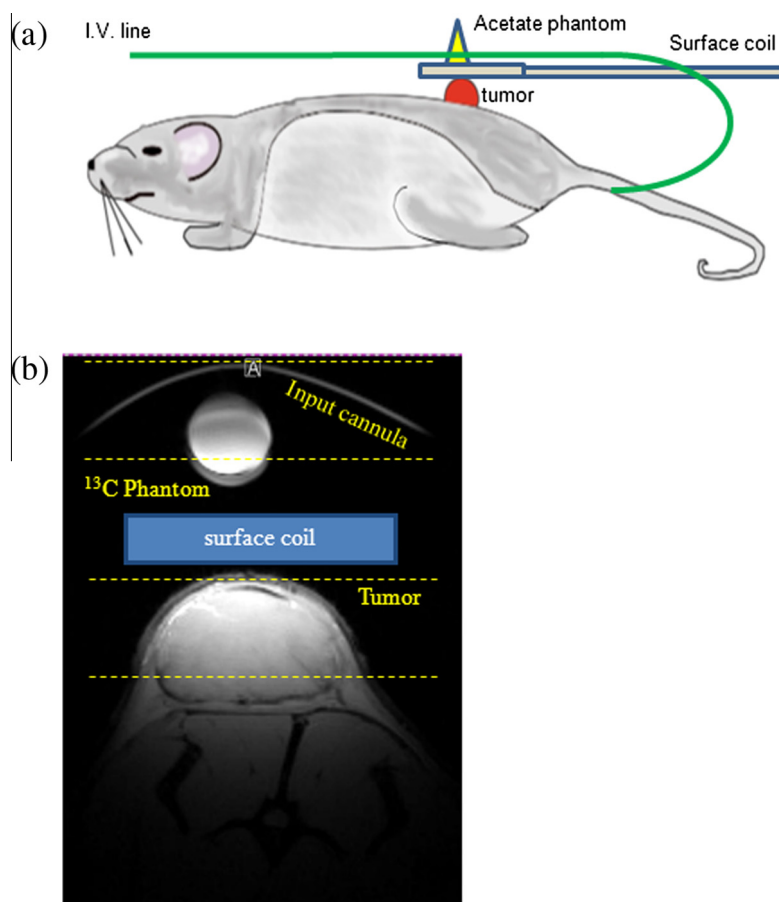 (a)
I.V. line
Acetate phantom
Surface coil
tumor
(b)
A
Input cannula
¹³C Phantom
surface coil
Tumor